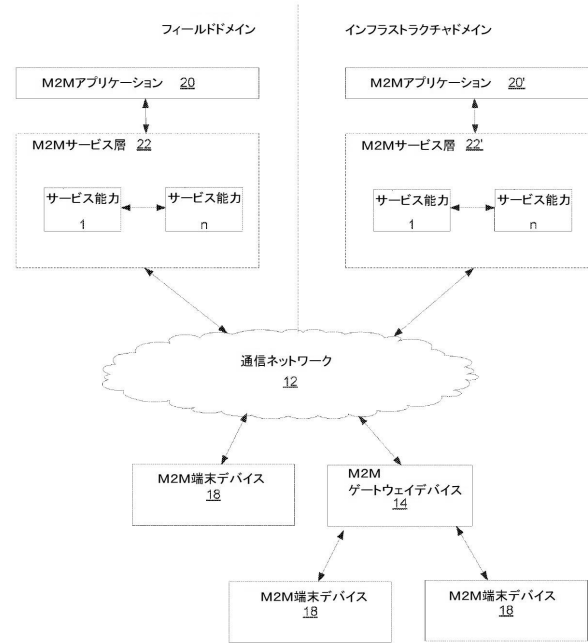 フィールドドメイン
インフラストラクチャドメイン
M2Mアプリケーション 20
M2Mアプリケーション 20'
M2Mサービス層 22
M2Mサービス層 22'
サービス能力
1
サービス能力
n
サービス能力
1
サービス能力
n
通信ネットワーク
12
M2M端末デバイス
18
M2M
ゲートウェイデバイス
14
M2M端末デバイス
18
M2M端末デバイス
18